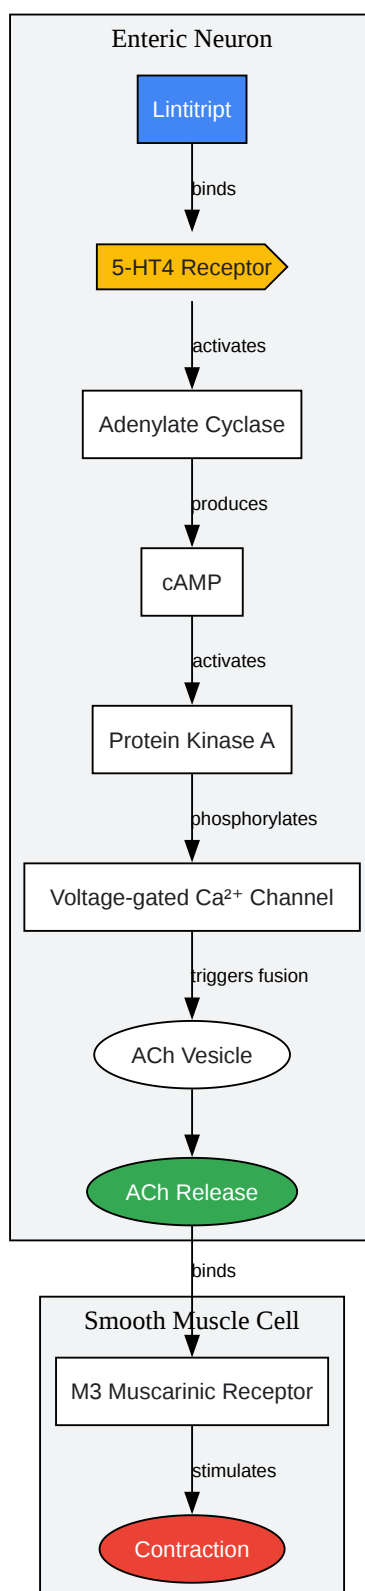 Enteric Neuron
Lintitript
binds
5-HT4 Receptor
activates
Adenylate Cyclase
produces
cAMP
activates
Protein Kinase A
phosphorylates
Voltage-gated Ca²⁺ Channel
triggers fusion
ACh Vesicle
ACh Release
binds
Smooth Muscle Cell
M3 Muscarinic Receptor
stimulates
Contraction